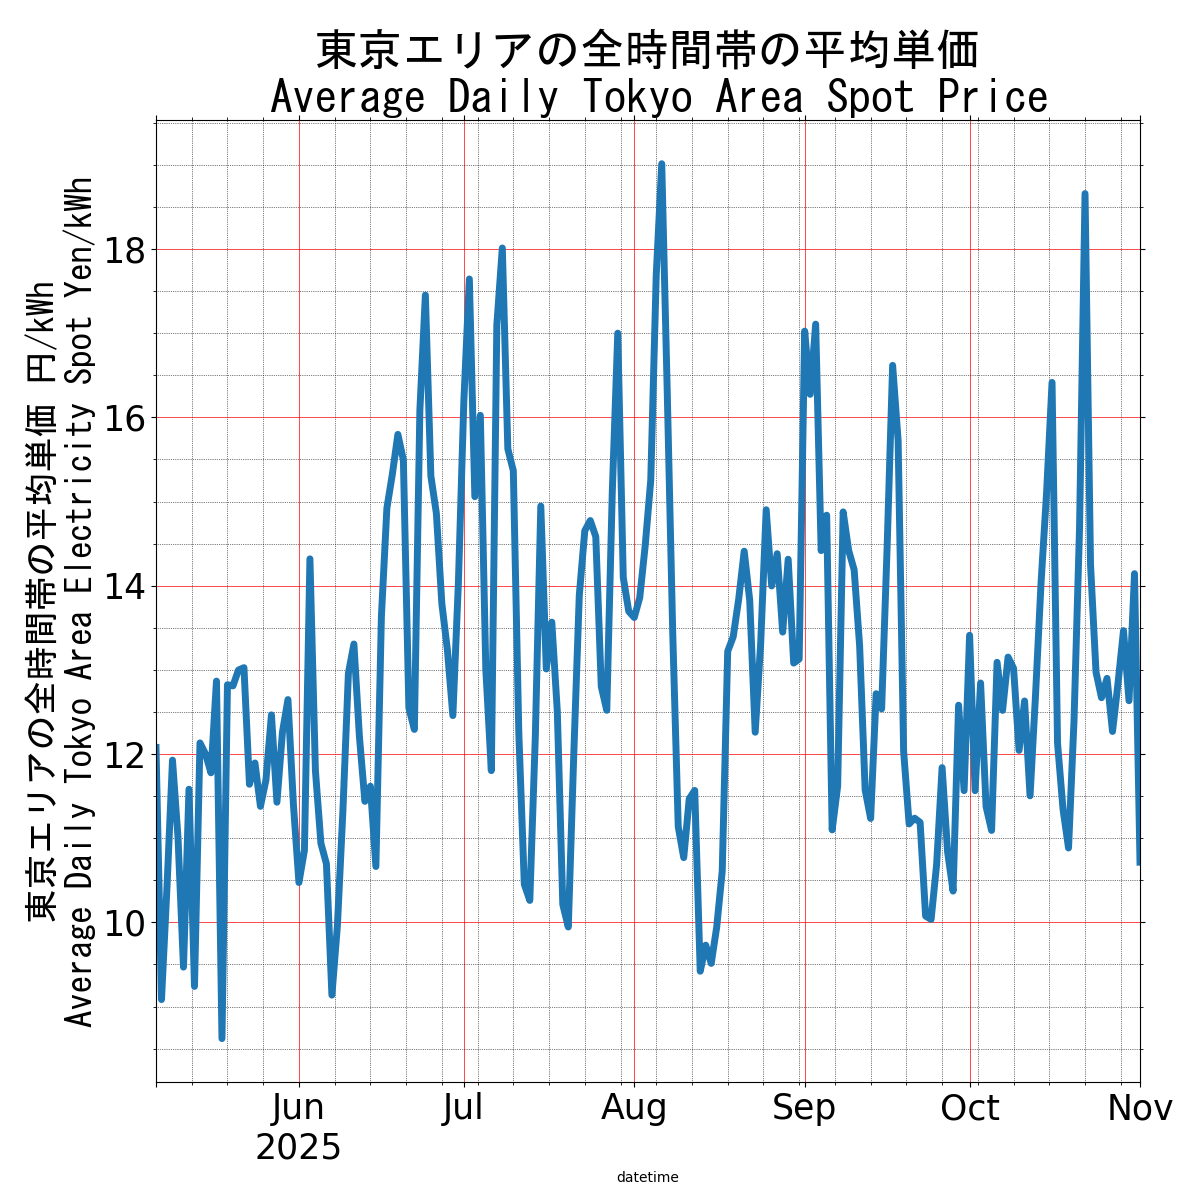 東京エリアの全時間帯の平均単価
Average Daily Tokyo Area Spot Price
東京エリアの全時間帯の平均単価 円/kWh
Average Daily Tokyo Area Electricity Spot Yen/kWh
18
16
14
12
10
Jun
2025
Jul
Aug
Sep
Oct
Nov
datetime